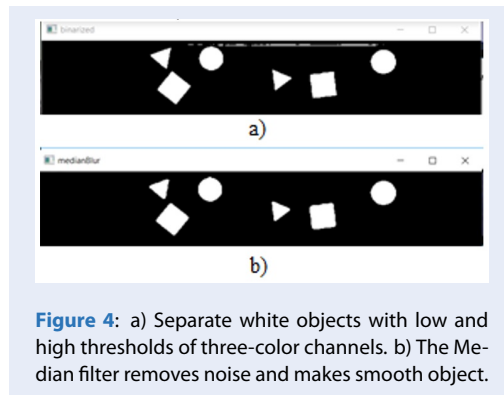 binarized
a)
medianBlur
b)
Figure 4: a) Separate white objects with low and
high thresholds of three-color channels. b) The Me-
dian filter removes noise and makes smooth object.